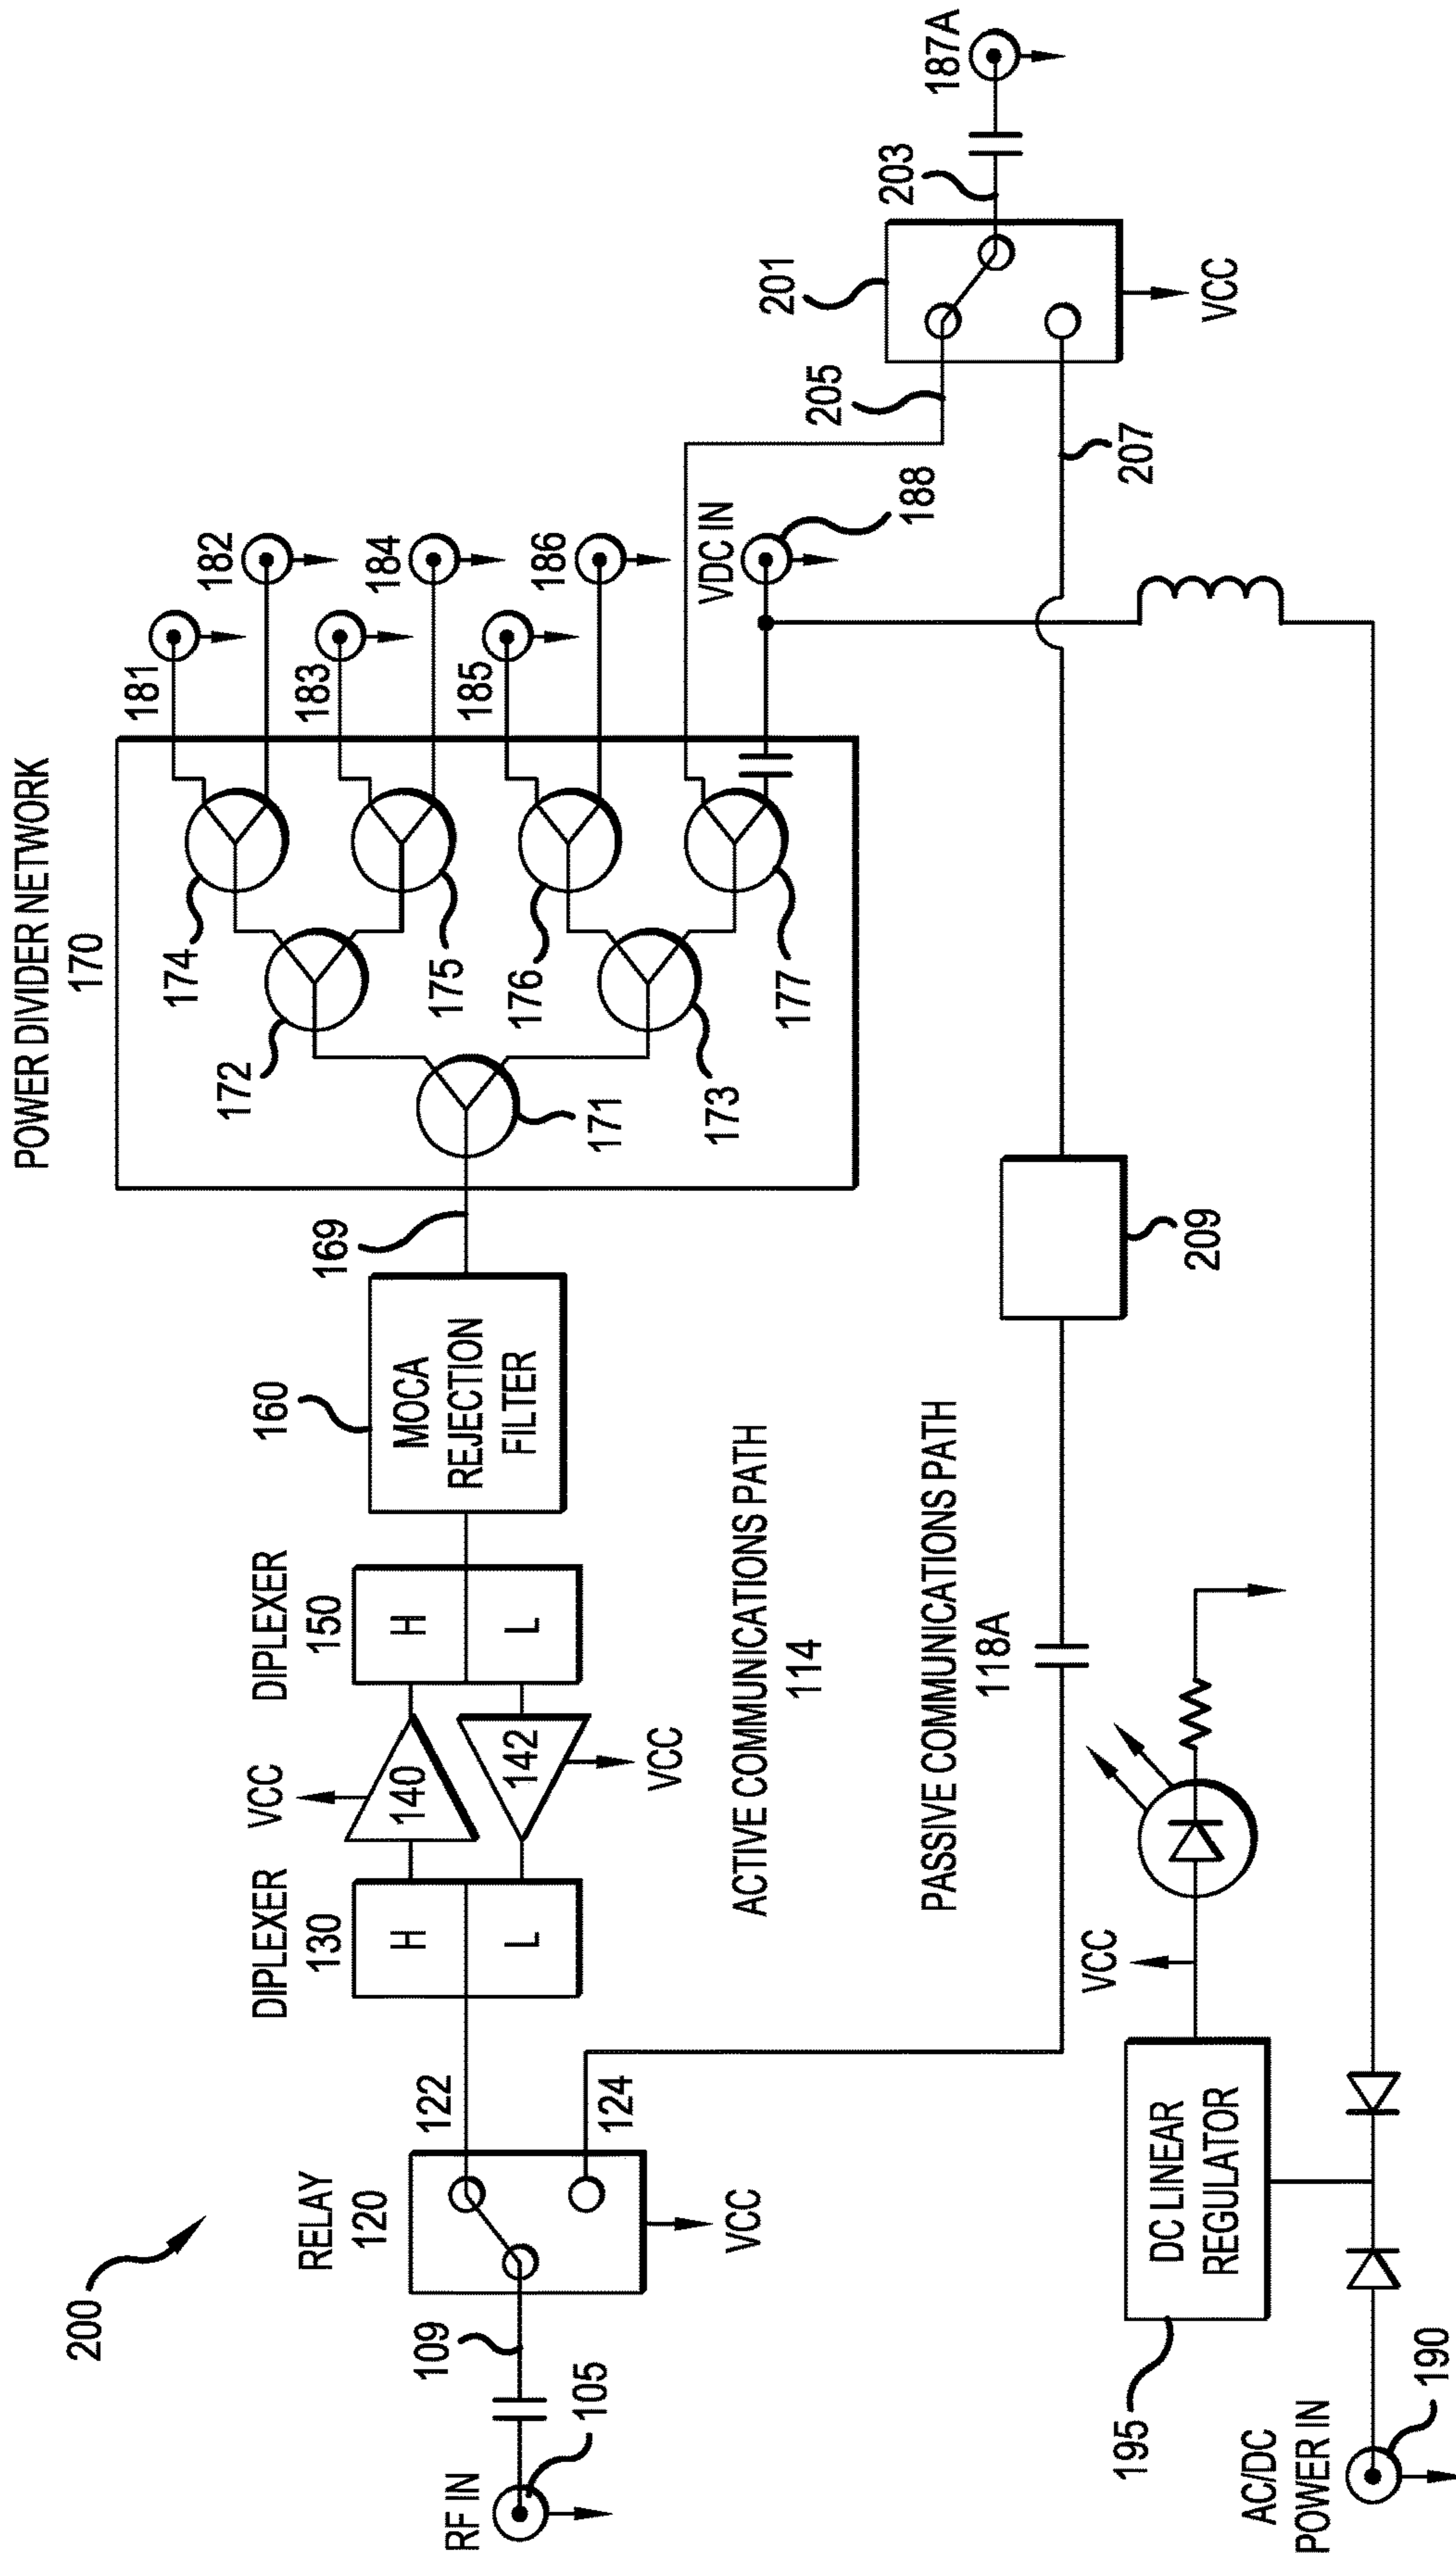 200
RF IN
105
109
RELAY
120
VCC
122
124
DIPLEXER
130
H
L
VCC
140
142
VCC
DIPLEXER
150
H
L
160
MOCA
REJECTION
FILTER
169
POWER DIVIDER NETWORK
170
171
172
173
174
175
176
177
181
182
183
184
185
186
VDC IN
188
205
201
203
187A
VCC
207
ACTIVE COMMUNICATIONS PATH
114
PASSIVE COMMUNICATIONS PATH
118A
209
195
DC LINEAR
REGULATOR
VCC
AC/DC
POWER IN
190